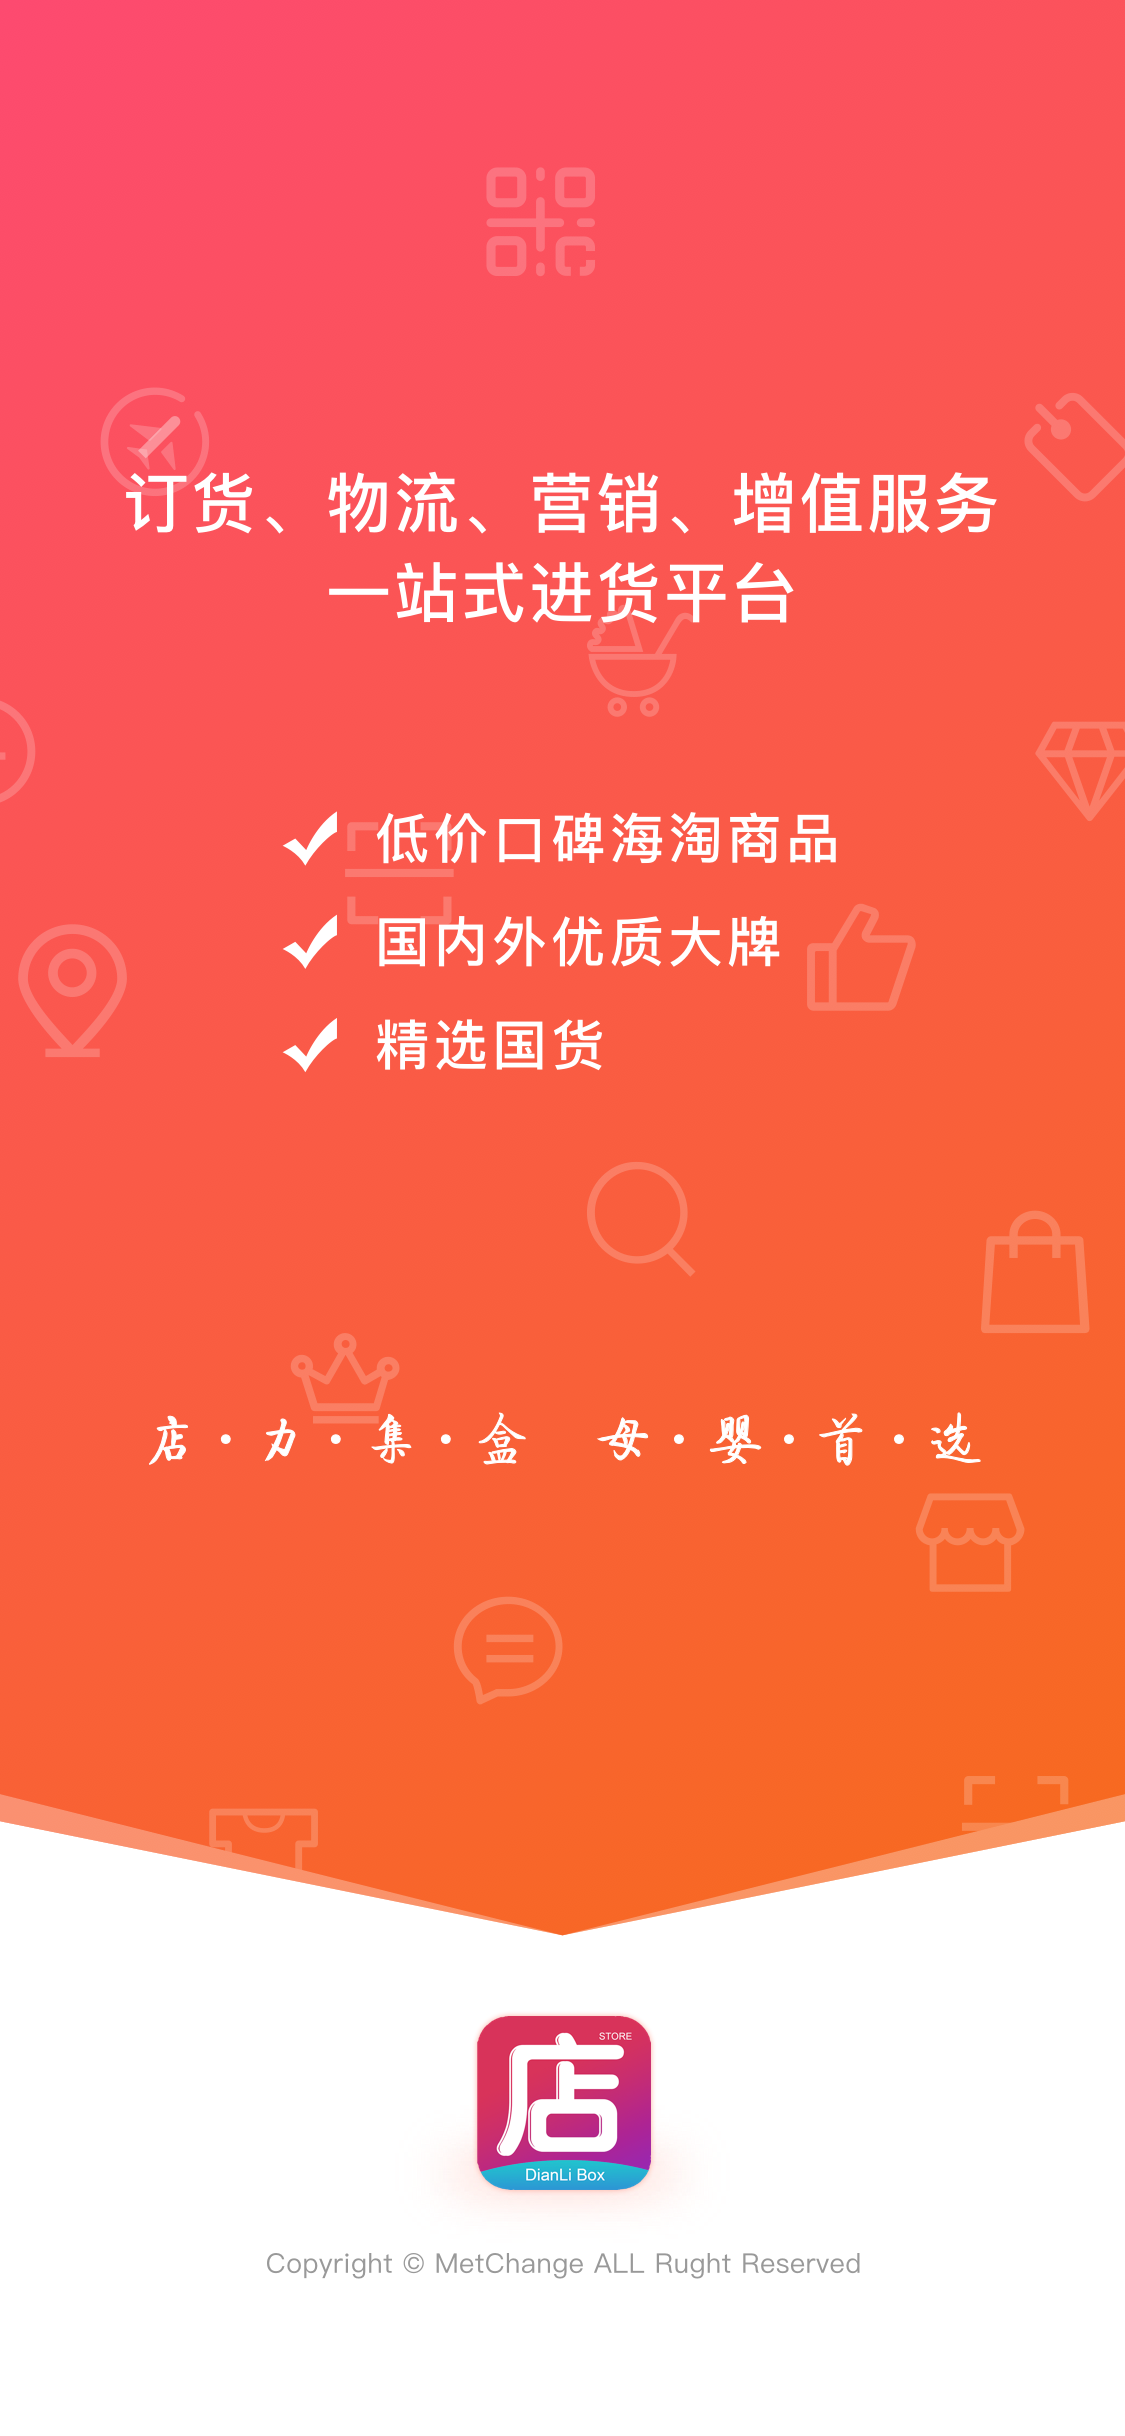 订货、物流、营销、增值服务
一站式进货平台
低价口碑海淘商品
国内外优质大牌
精选国货
店·力·集·盒 母·婴·首·选
STORE
店
DianLi Box
Copyright © MetChange ALL Rught Reserved